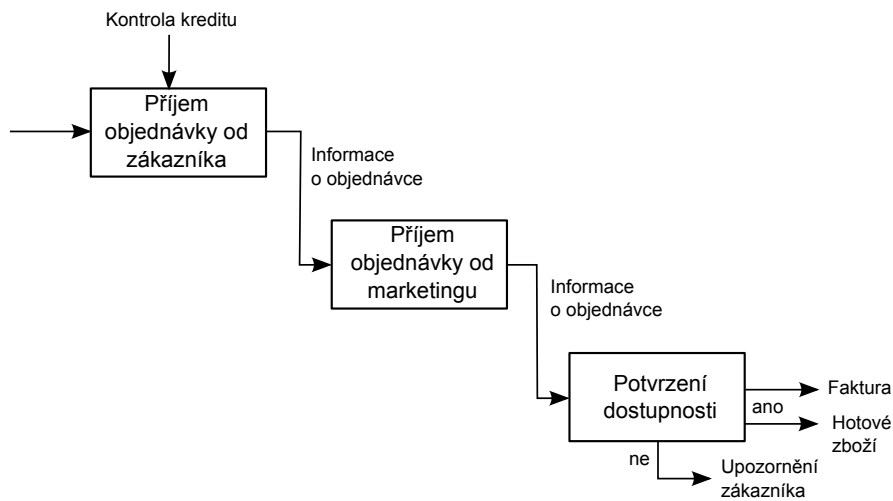 Kontrola kreditu
Příjem
objednávky od
zákazníka
Informace
o objednávce
Příjem
objednávky od
marketingu
Informace
o objednávce
Potvrzení
dostupnosti
Faktura
ano
Hotové
zboží
ne
Upozornění
zákazníka